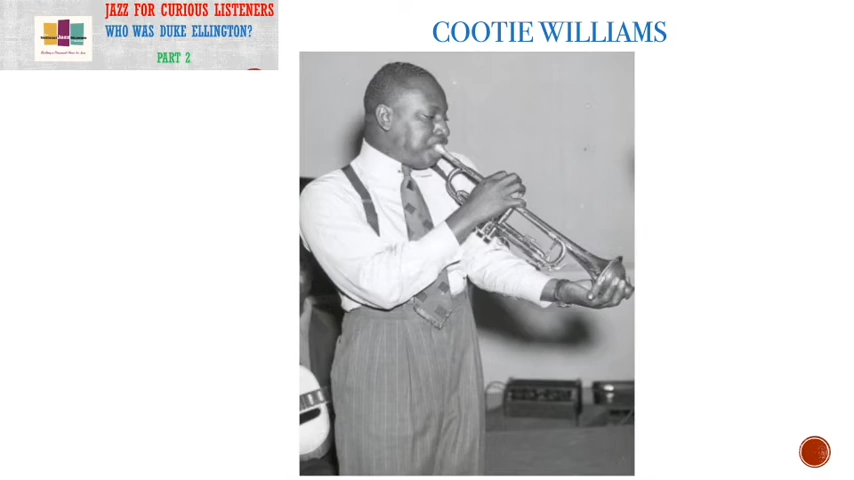 JAZZ FOR CURIOUS LISTENERS
WHO WAS DUKE ELLINGTON?
PART 2
COOTIE WILLIAMS